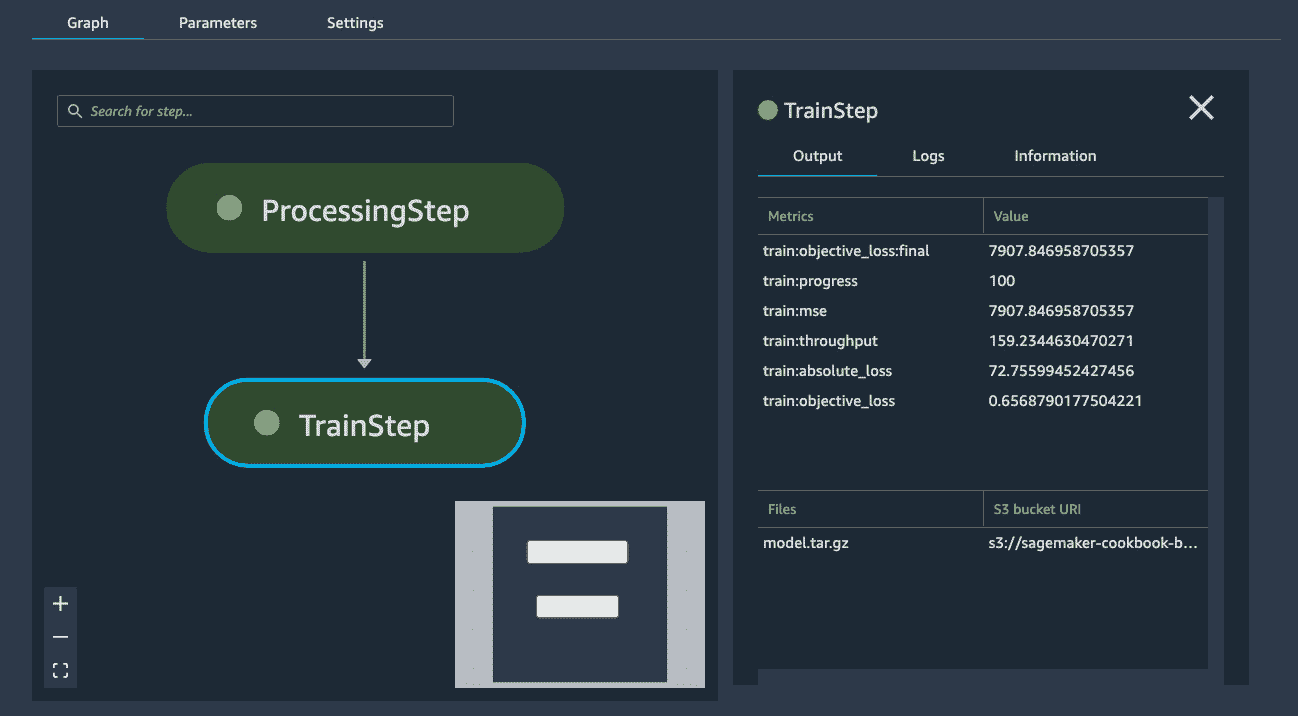 Graph Parameters Settings
Search for step...
ProcessingStep
TrainStep
TrainStep
Output Logs Information
Metrics Value
train:objective_loss:final 7907.846958705357
train:progress 100
train:mse 7907.846958705357
train:throughput 159.2344630470271
train:absolute_loss 72.75599452427456
train:objective_loss 0.6568790177504221
Files S3 bucket URI
model.tar.gz s3://sagemaker-cookbook-b...